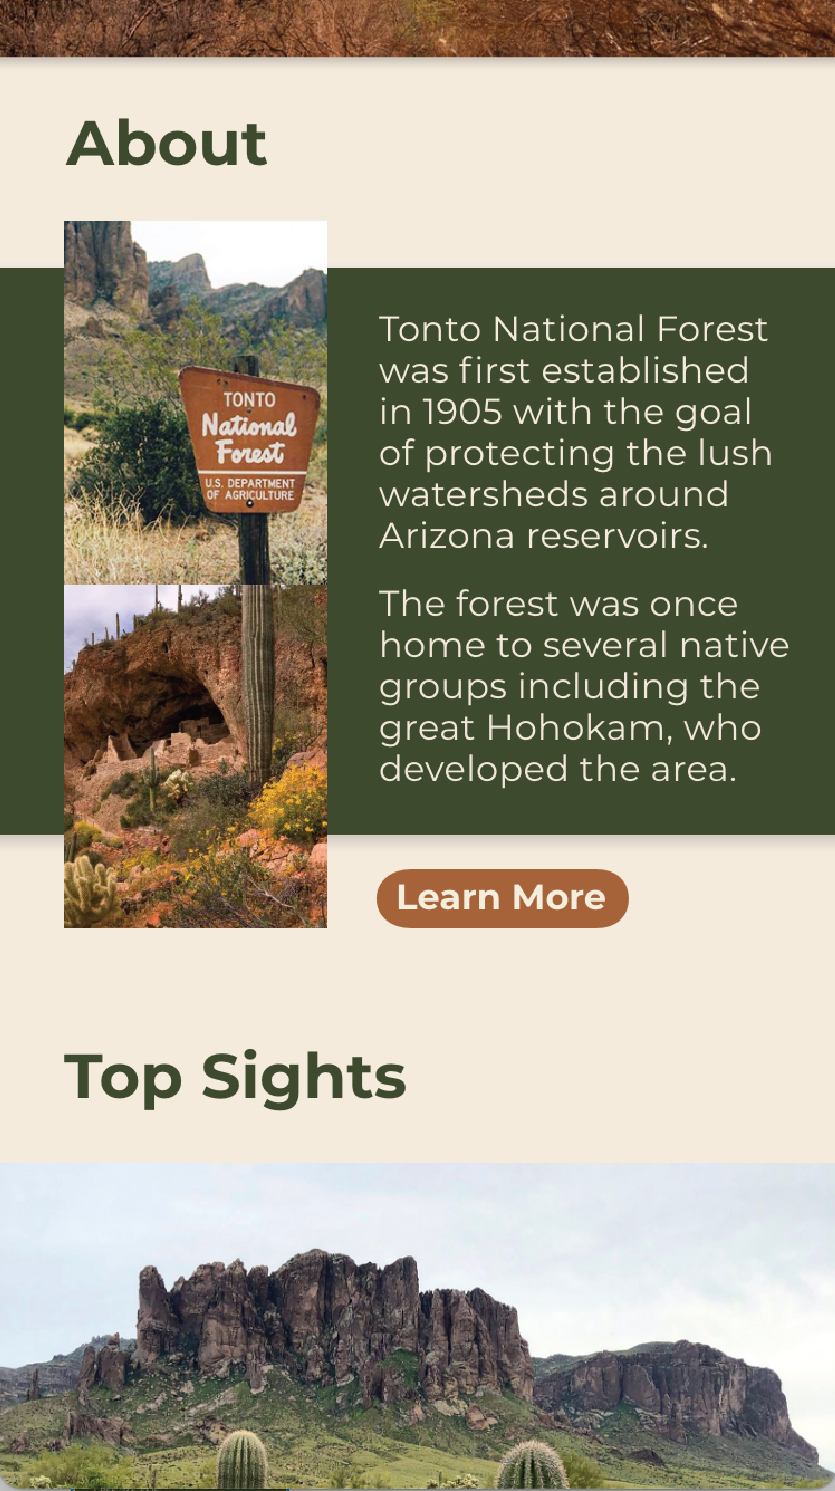 About
TONTO
National
Forest
U.S. DEPARTMENT
OF AGRICULTURE
Tonto National Forest
was first established
in 1905 with the goal
of protecting the lush
watersheds around
Arizona reservoirs.
The forest was once
home to several native
groups including the
great Hohokam, who
developed the area.
Learn More
Top Sights